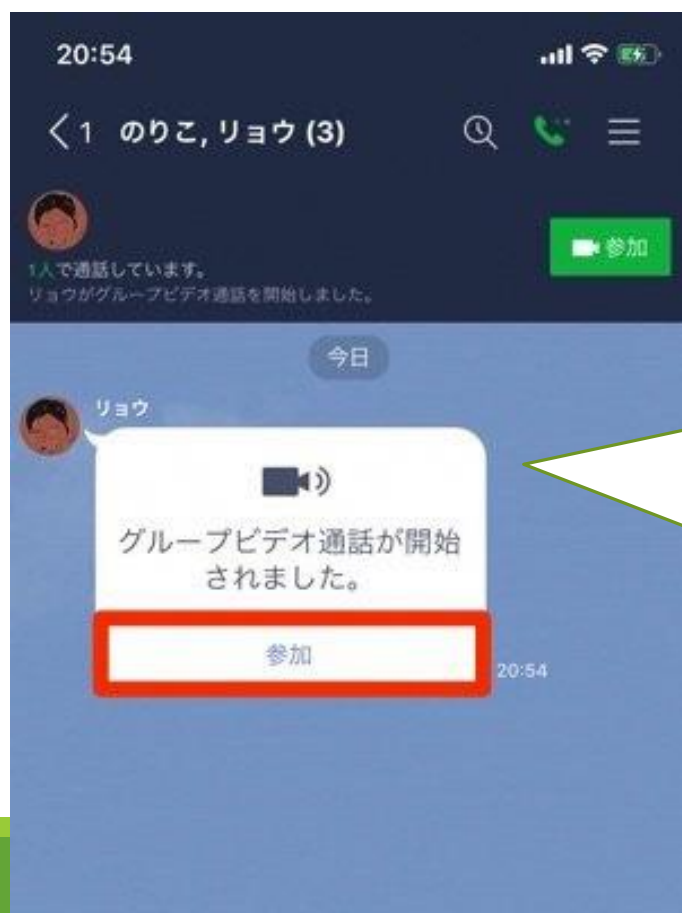 20:54
1 のりこ, リョウ (3)
参加
1人で通話しています。
リョウがグループビデオ通話を開始しました。
今日
リョウ
グループビデオ通話が開始
されました。
参加
20:54